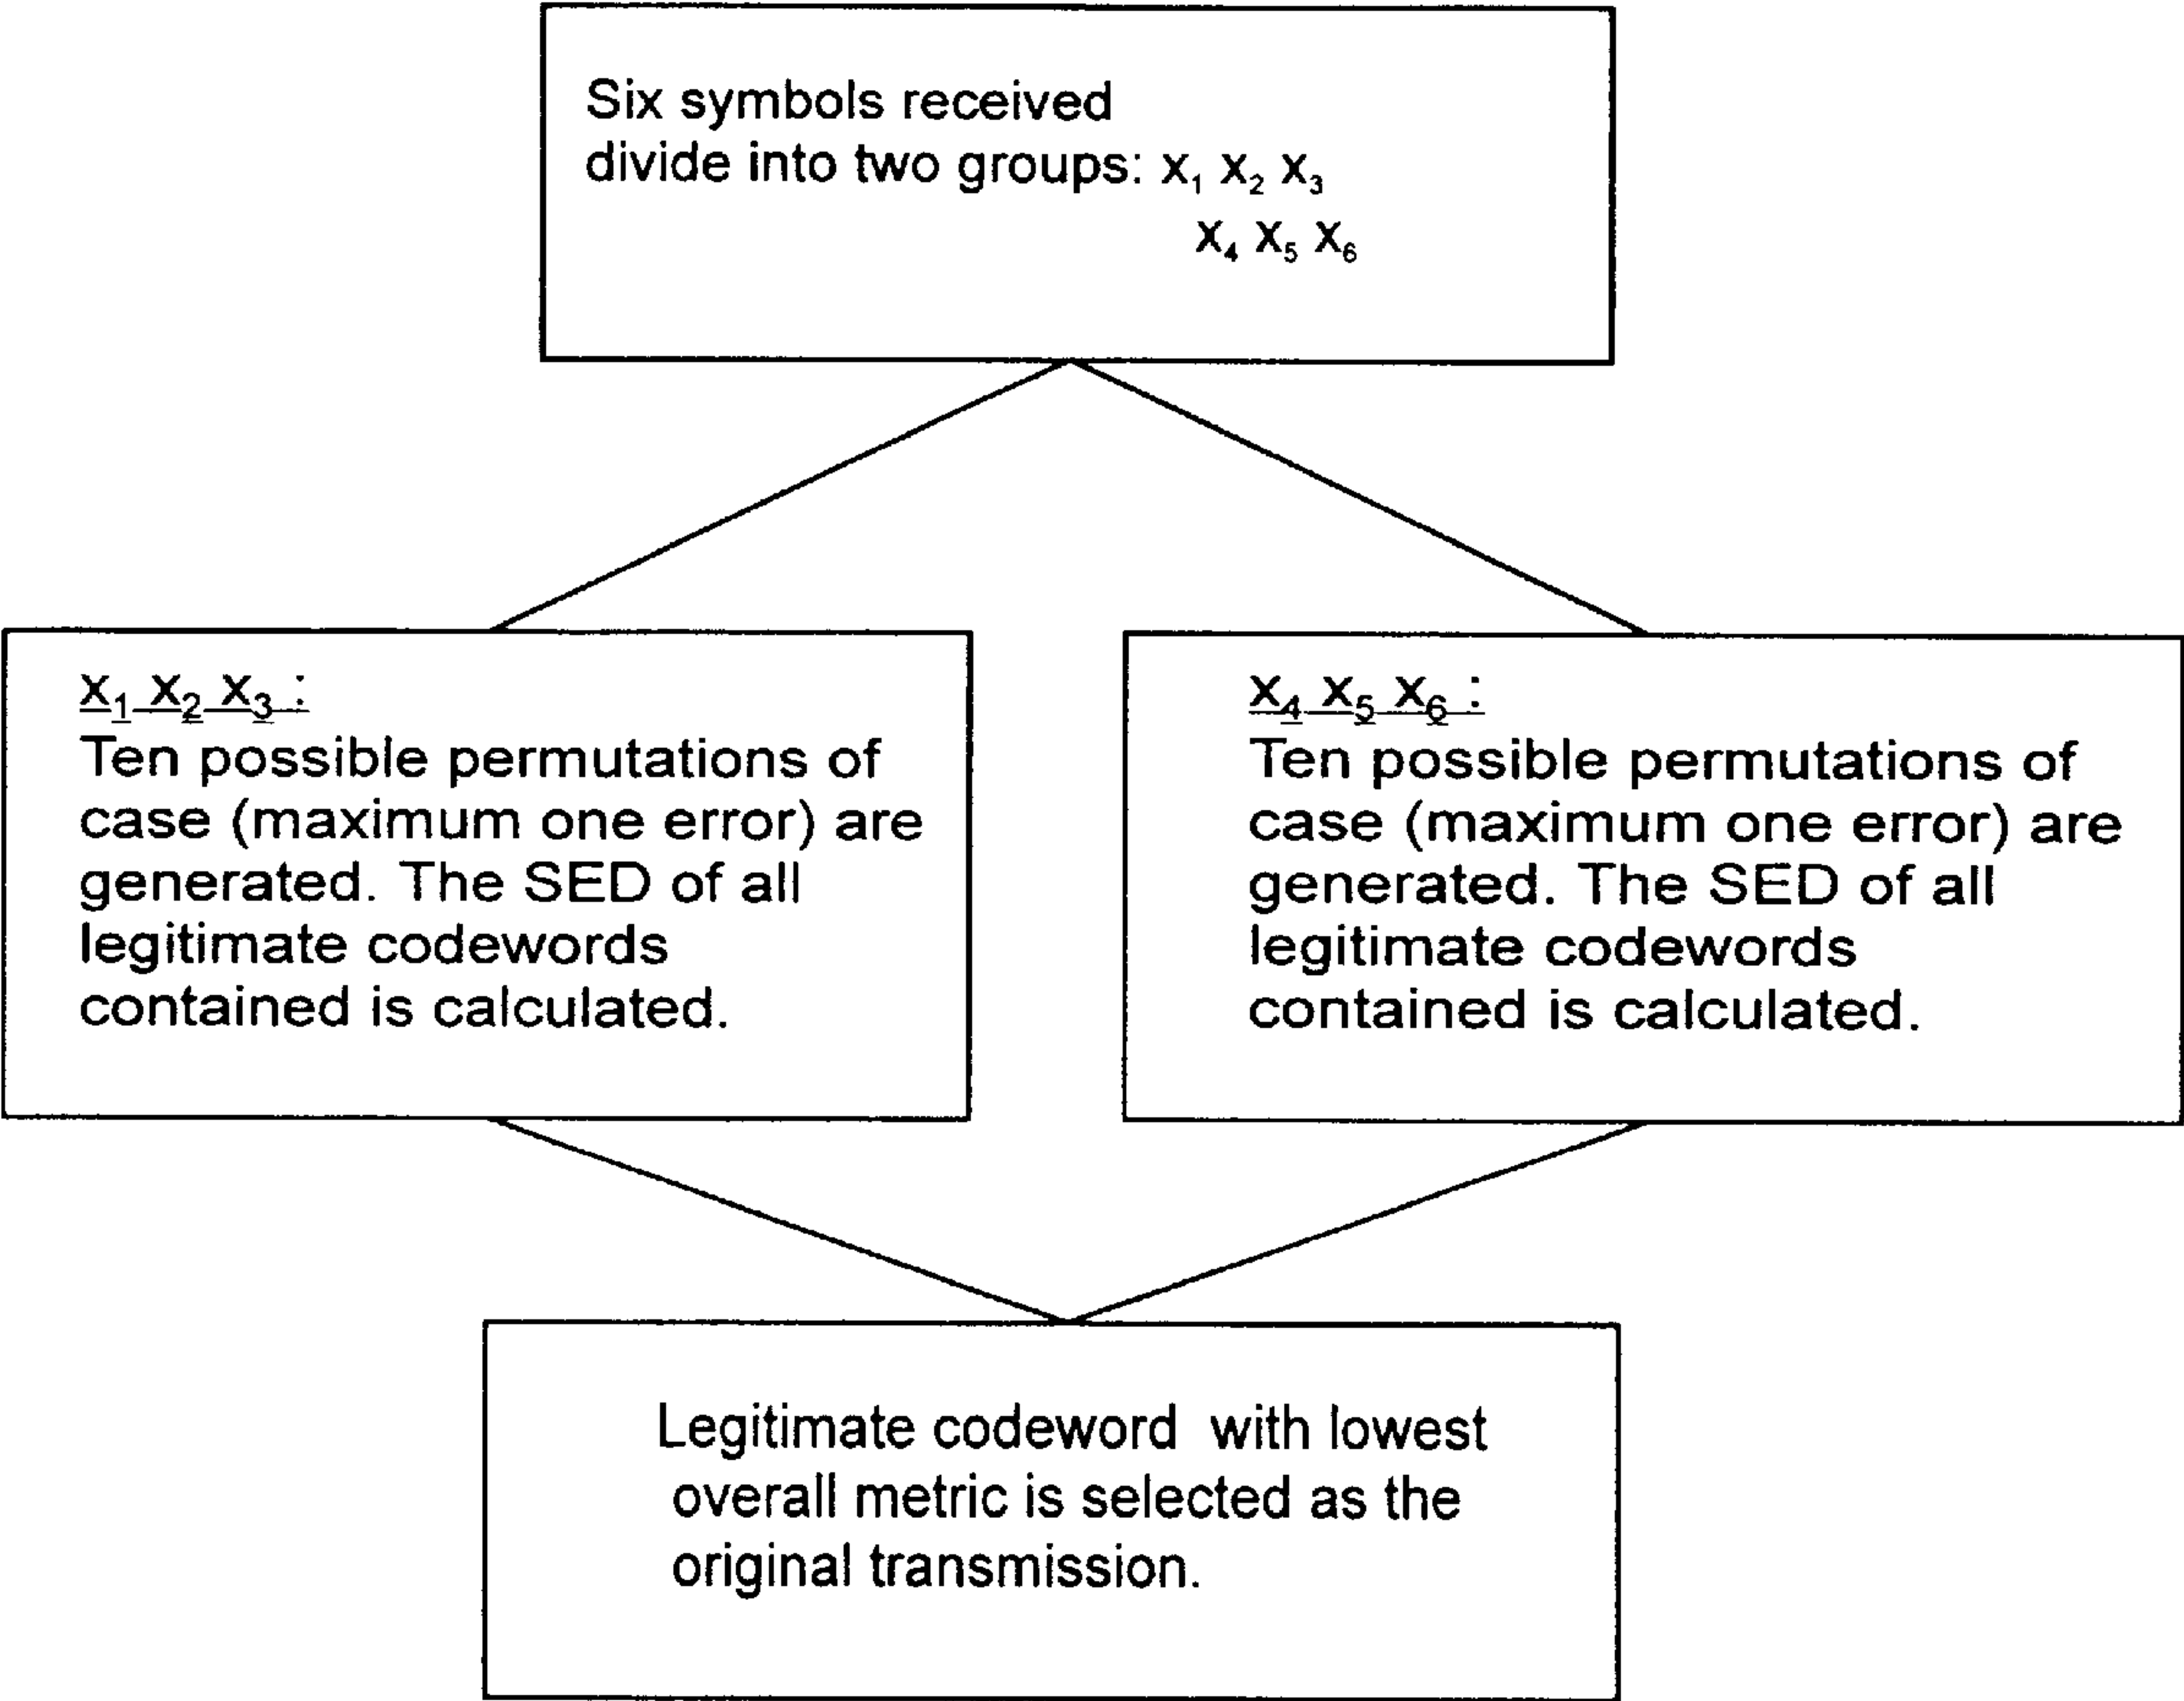 Six symbols received
divide into two groups: x₁ x₂ x₃
x₄ x₅ x₆
x₁ x₂ x₃ :
Ten possible permutations of
case (maximum one error) are
generated. The SED of all
legitimate codewords
contained is calculated.
x₄ x₅ x₆ :
Ten possible permutations of
case (maximum one error) are
generated. The SED of all
legitimate codewords
contained is calculated.
Legitimate codeword with lowest
overall metric is selected as the
original transmission.